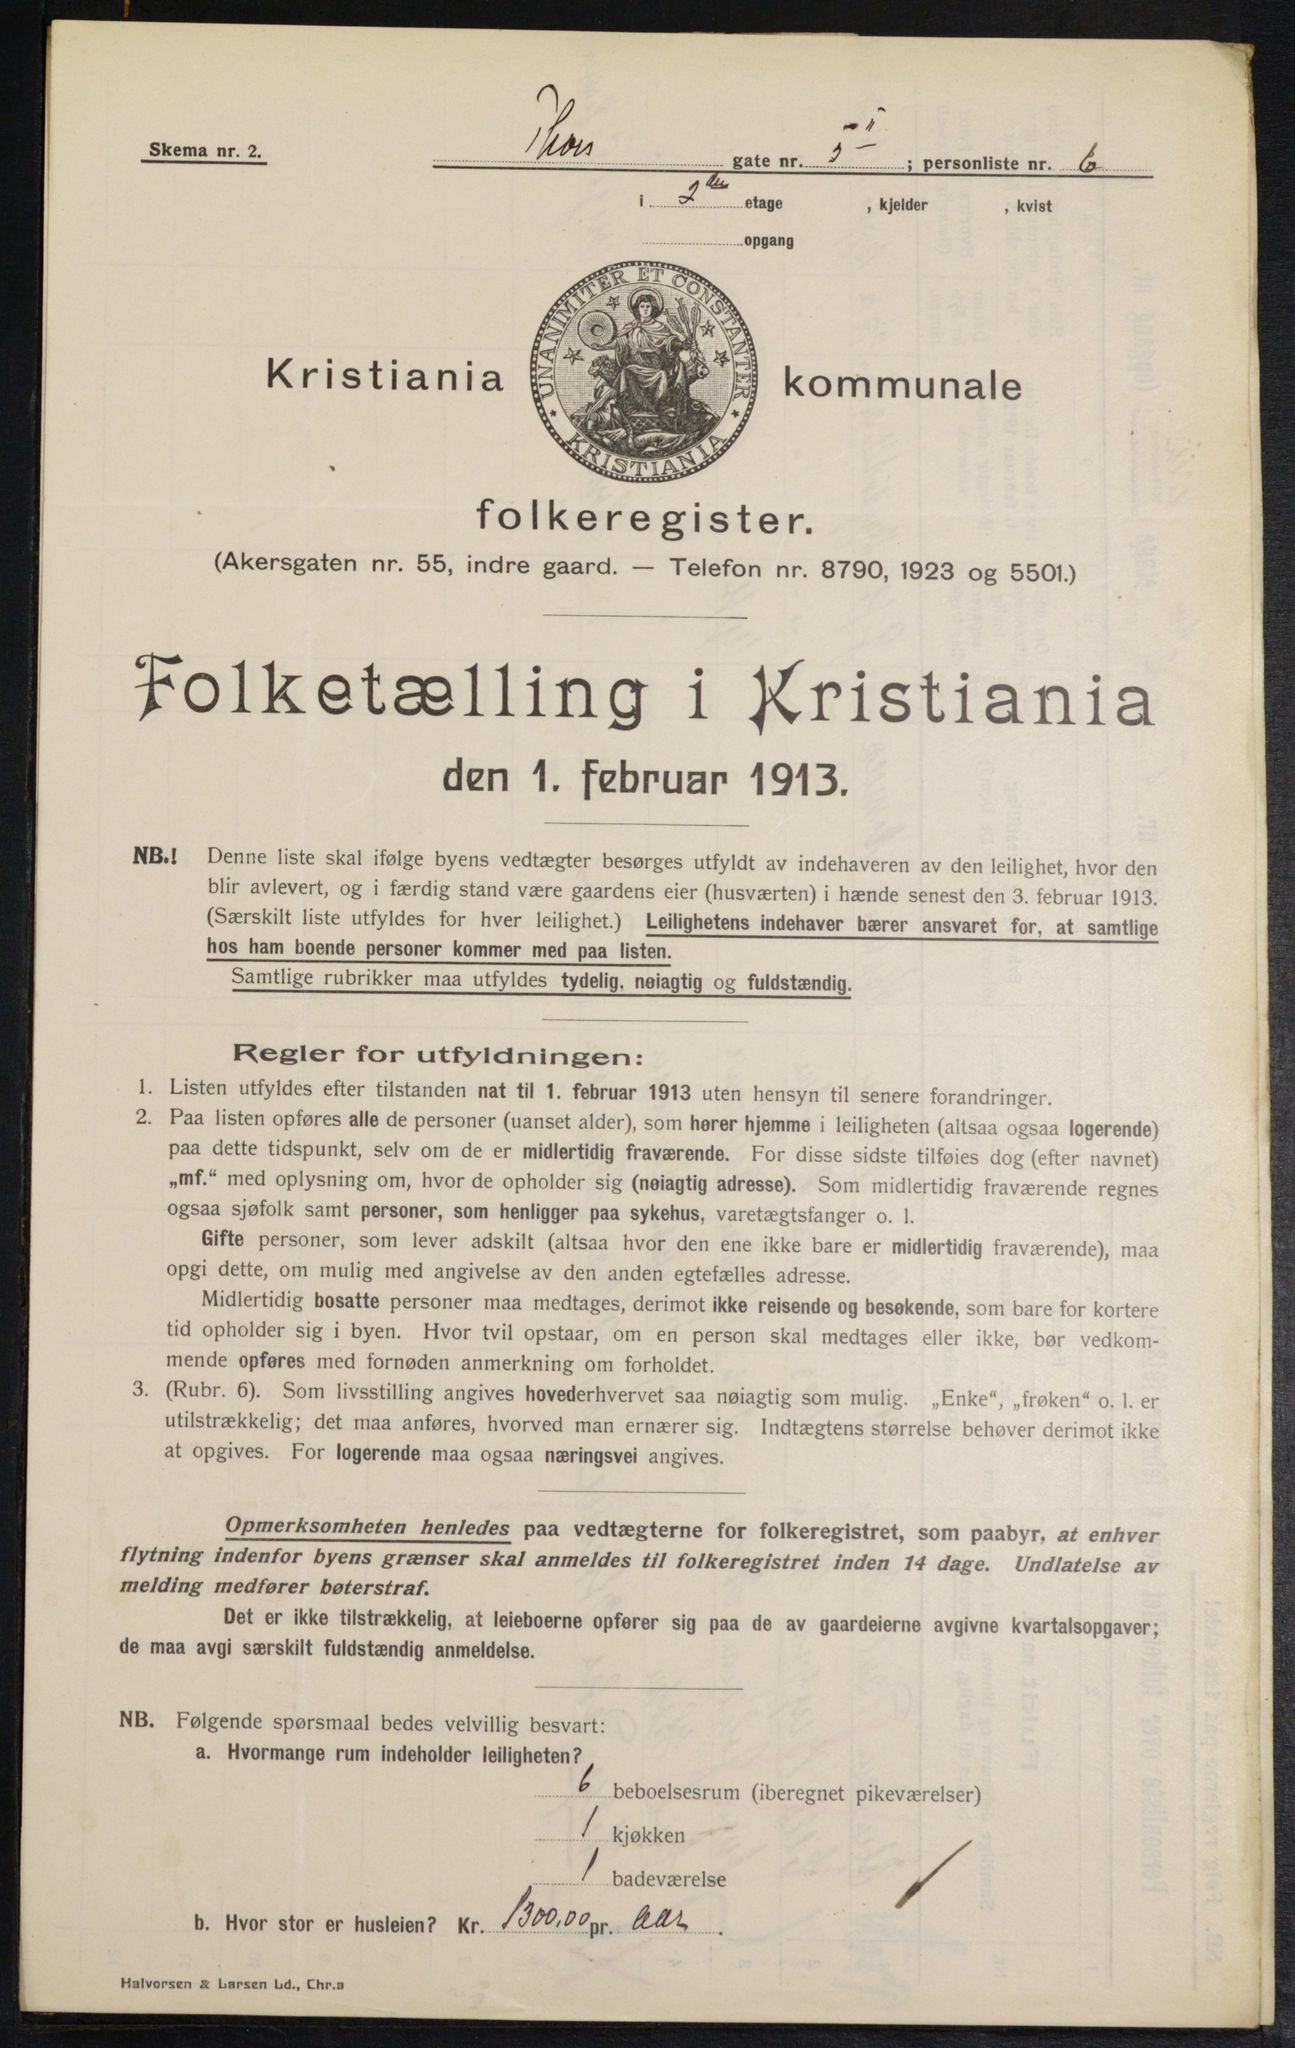 Skema nr. 2.
Thors gate nr. 5 II ; personliste nr. 6
i 2den etage , kjelder , kvist
opgang
UNANIMITER ET CONSTANTER
KRISTIANIA
Kristiania kommunale
folkeregister.
(Akersgaten nr. 55, indre gaard. — Telefon nr. 8790, 1923 og 5501.)
Folketælling i Kristiania
den 1. februar 1913.
NB.! Denne liste skal ifølge byens vedtægter besørges utfyldt av indehaveren av den leilighet, hvor den
blir avlevert, og i færdig stand være gaardens eier (husværten) i hænde senest den 3. februar 1913.
(Særskilt liste utfyldes for hver leilighet.) Leilighetens indehaver bærer ansvaret for, at samtlige
hos ham boende personer kommer med paa listen.
Samtlige rubrikker maa utfyldes tydelig, nøiagtig og fuldstændig.
Regler for utfyldningen:
1. Listen utfyldes efter tilstanden nat til 1. februar 1913 uten hensyn til senere forandringer.
2. Paa listen opføres alle de personer (uanset alder), som hører hjemme i leiligheten (altsaa ogsaa logerende)
paa dette tidspunkt, selv om de er midlertidig fraværende. For disse sidste tilføies dog (efter navnet)
„mf.“ med oplysning om, hvor de opholder sig (nøiagtig adresse). Som midlertidig fraværende regnes
ogsaa sjøfolk samt personer, som henligger paa sykehus, varetægtsfanger o. l.
Gifte personer, som lever adskilt (altsaa hvor den ene ikke bare er midlertidig fraværende), maa
opgi dette, om mulig med angivelse av den anden egtefælles adresse.
Midlertidig bosatte personer maa medtages, derimot ikke reisende og besøkende, som bare for kortere
tid opholder sig i byen. Hvor tvil opstaar, om en person skal medtages eller ikke, bør vedkom-
mende opføres med fornøden anmerkning om forholdet.
3. (Rubr. 6). Som livsstilling angives hovederhvervet saa nøiagtig som mulig. „Enke“, „frøken“ o. l. er
utilstrækkelig; det maa anføres, hvorved man ernærer sig. Indtægtens størrelse behøver derimot ikke
at opgives. For logerende maa ogsaa næringsvei angives.
Opmerksomheten henledes paa vedtægterne for folkeregistret, som paabyr, at enhver
flytning indenfor byens grænser skal anmeldes til folkeregistret inden 14 dage. Undlatelse av
melding medfører bøterstraf.
Det er ikke tilstrækkelig, at leieboerne opfører sig paa de av gaardeierne avgivne kvartalsopgaver;
de maa avgi særskilt fuldstændig anmeldelse.
NB. Følgende spørsmaal bedes velvillig besvart:
a. Hvormange rum indeholder leiligheten?
6 beboelsesrum (iberegnet pikeværelser)
1 kjøkken
1 badeværelse
b. Hvor stor er husleien? Kr. 1300,00 pr. Aar.
Halvorsen & Larsen Ld., Chr.a